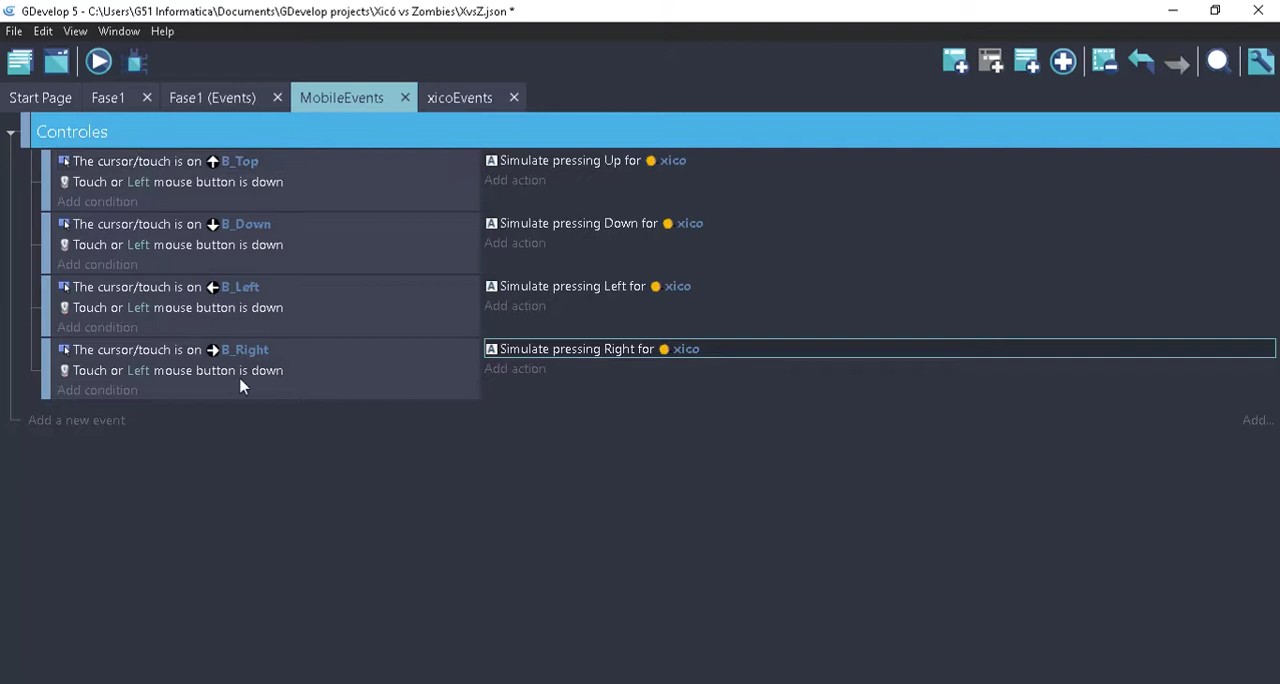 GDevelop 5 - C:\Users\G51 Informatica\Documents\GDevelop projects\Xicó vs Zombies\XvsZ.json *
File Edit View Window Help
Start Page Fase1 Fase1 (Events) MobileEvents xicoEvents
Controles
The cursor/touch is on B_Top Simulate pressing Up for xico
Touch or Left mouse button is down Add action
Add condition
The cursor/touch is on B_Down Simulate pressing Down for xico
Touch or Left mouse button is down Add action
Add condition
The cursor/touch is on B_Left Simulate pressing Left for xico
Touch or Left mouse button is down Add action
Add condition
The cursor/touch is on B_Right Simulate pressing Right for xico
Touch or Left mouse button is down Add action
Add condition
Add a new event Add...